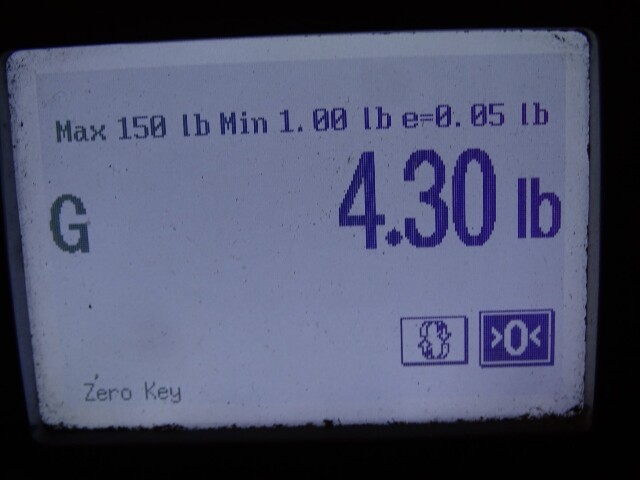 Max 150 lb Min 1.00 lb e=0.05 lb
G 4.30 lb
>0<
Zero Key